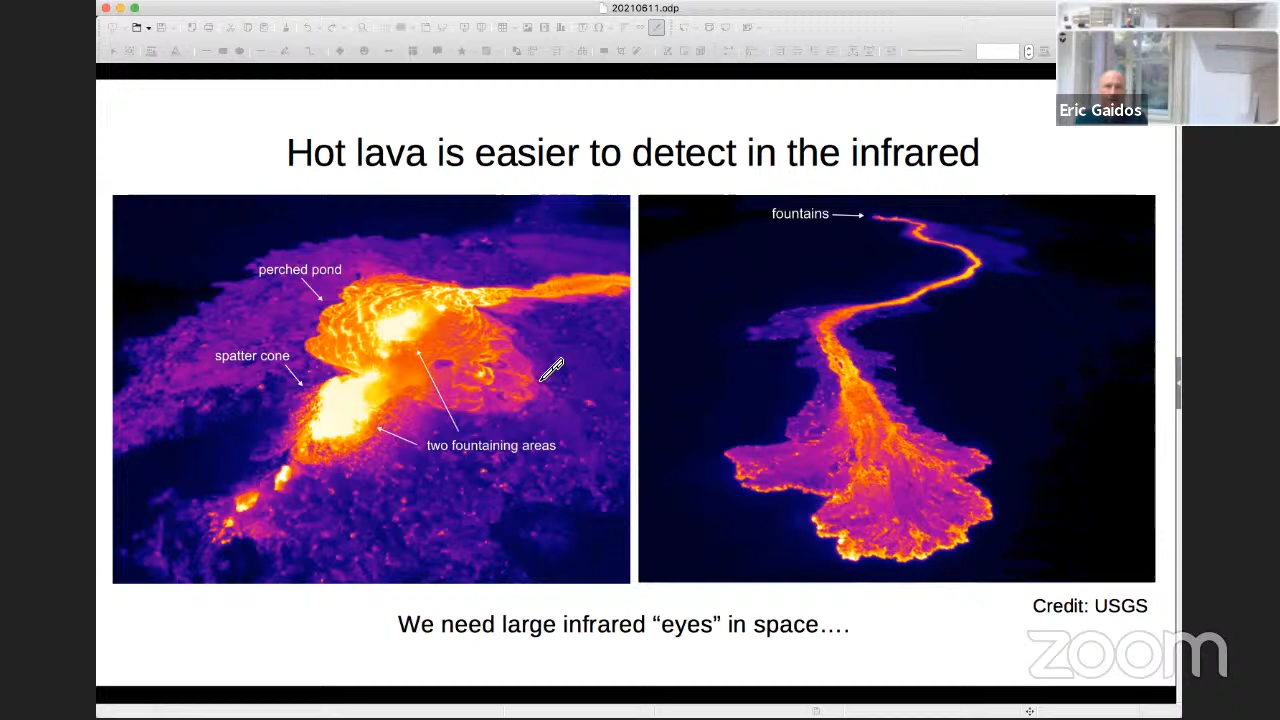 20210611.odp
Eric Gaidos
Hot lava is easier to detect in the infrared
perched pond
spatter cone
two fountaining areas
fountains
Credit: USGS
We need large infrared “eyes” in space....
zoom